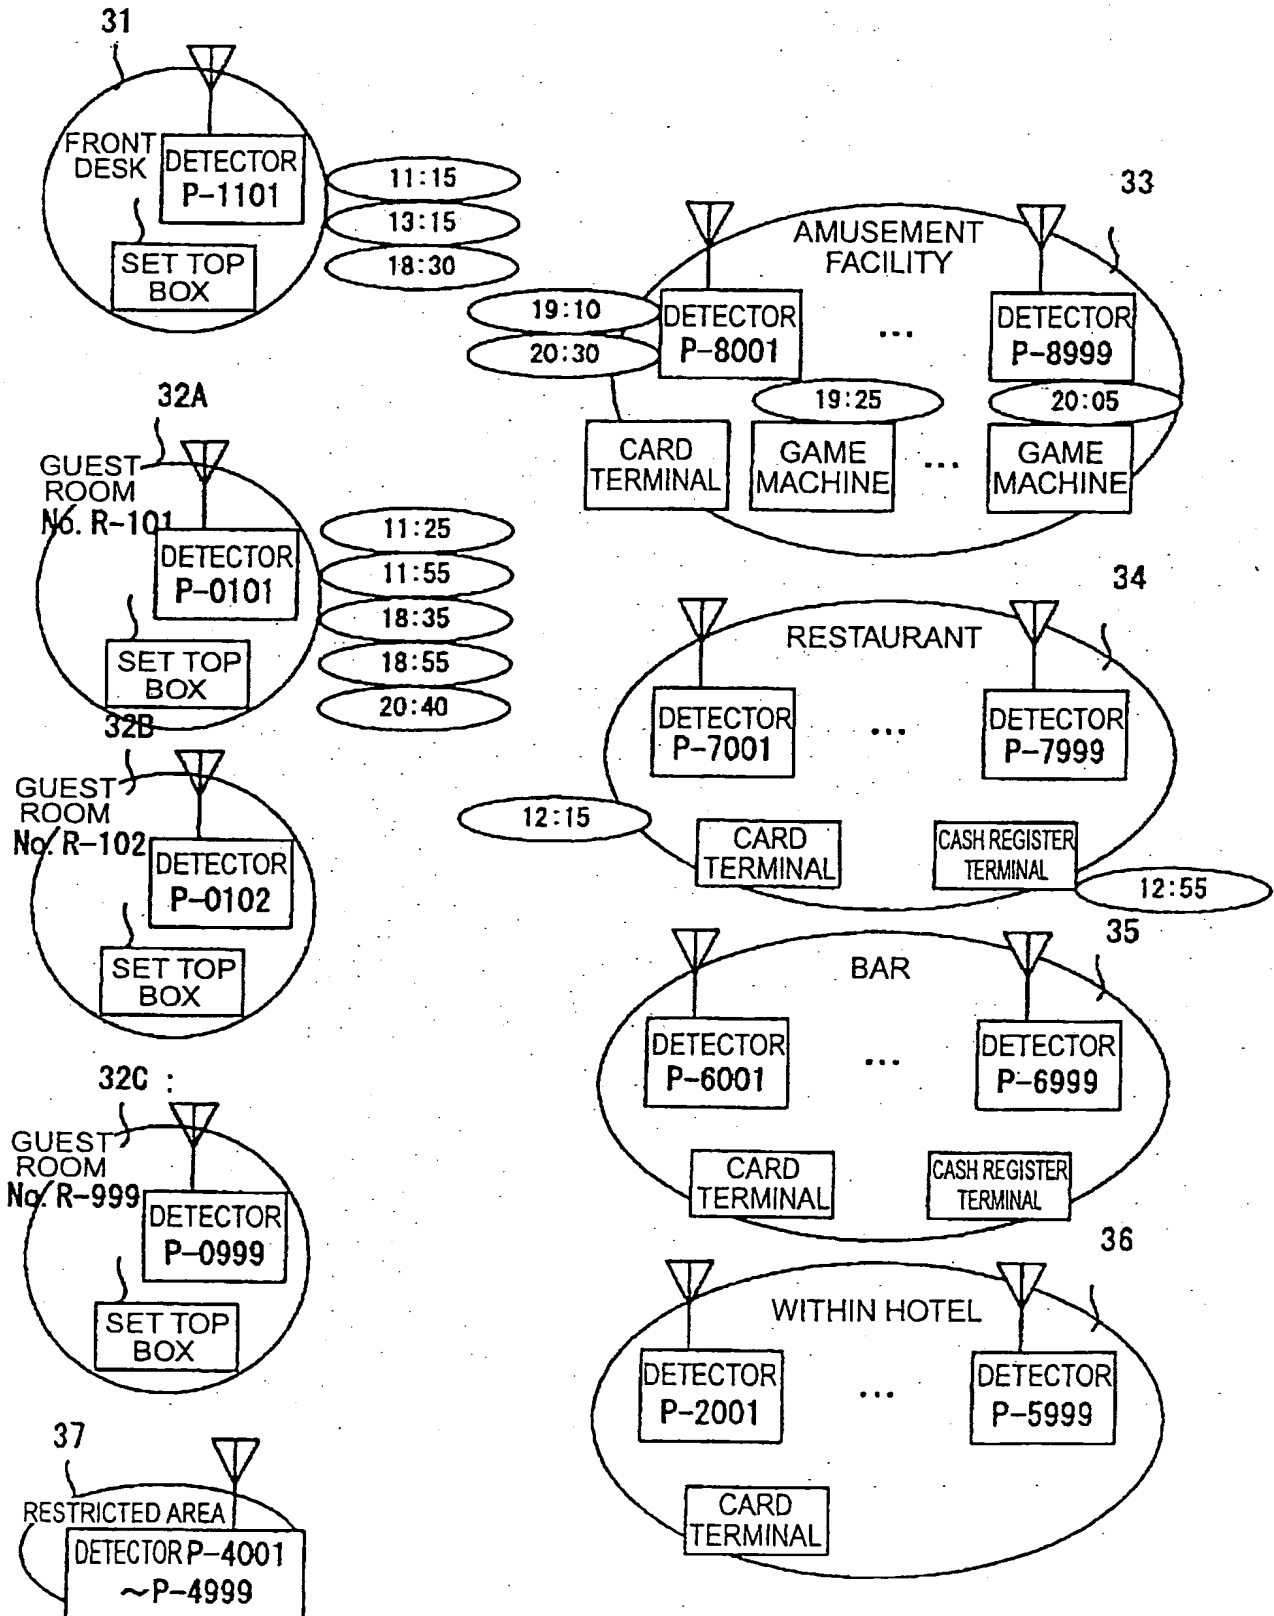 31
FRONT
DESK
DETECTOR
P-1101
SET TOP
BOX
11:15
13:15
18:30
32A
GUEST
ROOM
No. R-101
DETECTOR
P-0101
SET TOP
BOX
11:25
11:55
18:35
18:55
20:40
32B
GUEST
ROOM
No. R-102
DETECTOR
P-0102
SET TOP
BOX
32C :
GUEST
ROOM
No. R-999
DETECTOR
P-0999
SET TOP
BOX
37
RESTRICTED AREA
DETECTOR P-4001
~P-4999
33
AMUSEMENT
FACILITY
19:10
20:30
DETECTOR
P-8001
...
DETECTOR
P-8999
19:25
20:05
CARD
TERMINAL
GAME
MACHINE
...
GAME
MACHINE
34
RESTAURANT
DETECTOR
P-7001
...
DETECTOR
P-7999
12:15
CARD
TERMINAL
CASH REGISTER
TERMINAL
12:55
35
BAR
DETECTOR
P-6001
...
DETECTOR
P-6999
CARD
TERMINAL
CASH REGISTER
TERMINAL
36
WITHIN HOTEL
DETECTOR
P-2001
...
DETECTOR
P-5999
CARD
TERMINAL